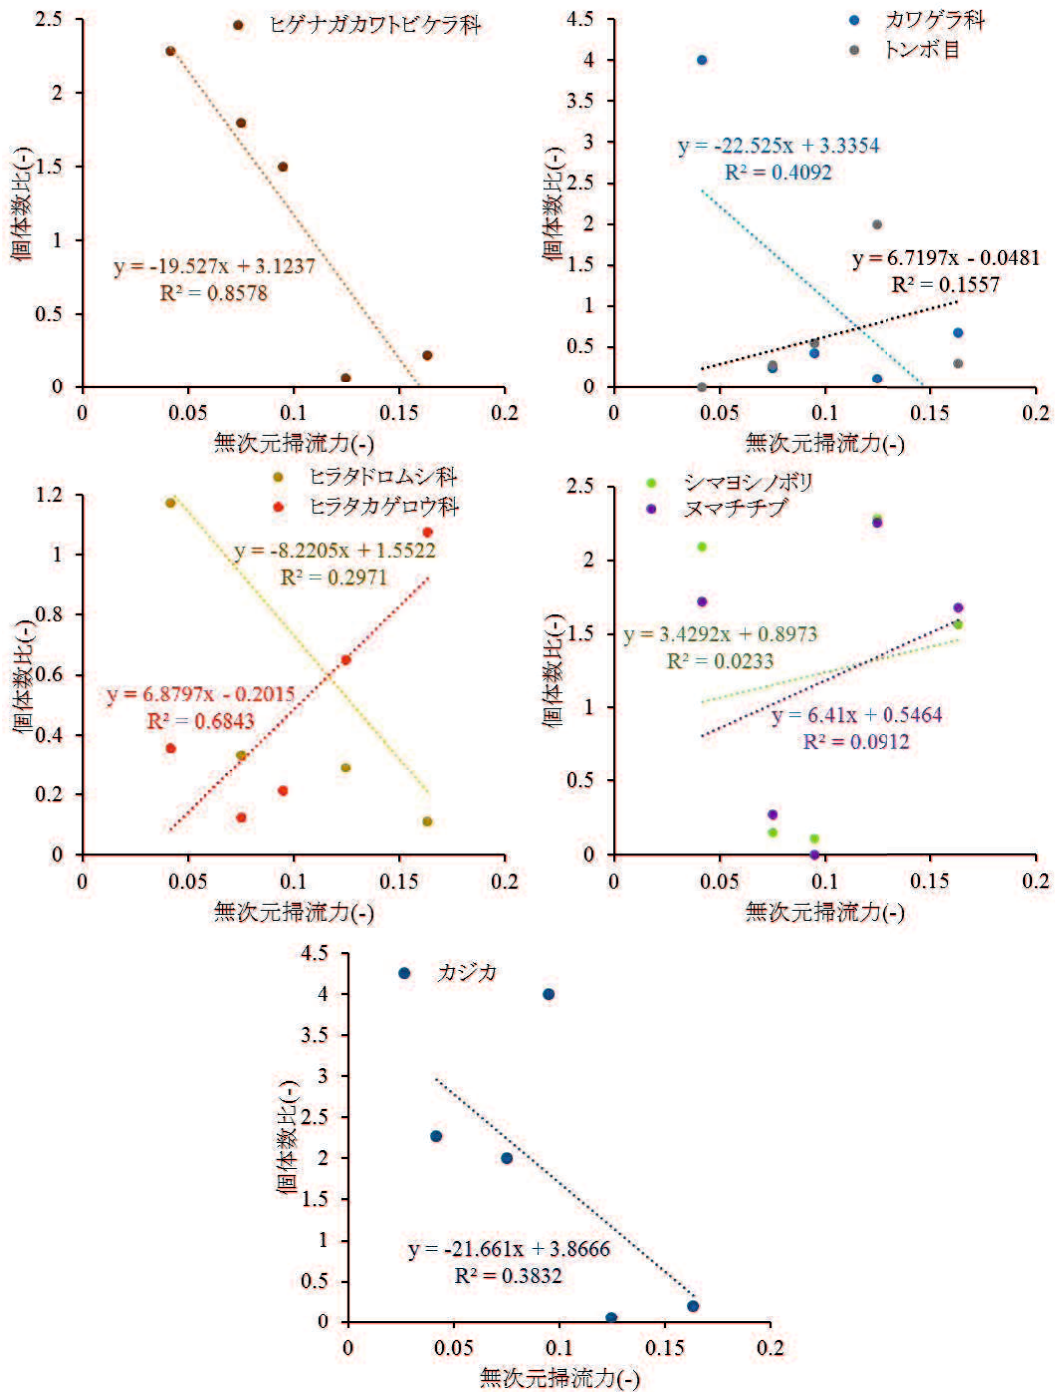 ヒゲナガカワトビケラ科
2.5
2
1.5
1
0.5
0
0
0.05
0.1
0.15
0.2
個体数比(-)
無次元掃流力(-)
y = -19.527x + 3.1237
R² = 0.8578
カワゲラ科
トンボ目
4.5
4
3.5
3
2.5
2
1.5
1
0.5
0
0
0.05
0.1
0.15
0.2
個体数比(-)
無次元掃流力(-)
y = -22.525x + 3.3354
R² = 0.4092
y = 6.7197x - 0.0481
R² = 0.1557
ヒラタドロムシ科
ヒラタカゲロウ科
1.2
1
0.8
0.6
0.4
0.2
0
0
0.05
0.1
0.15
0.2
個体数比(-)
無次元掃流力(-)
y = -8.2205x + 1.5522
R² = 0.2971
y = 6.8797x - 0.2015
R² = 0.6843
シマヨシノボリ
ヌマチチブ
2.5
2
1.5
1
0.5
0
0
0.05
0.1
0.15
0.2
個体数比(-)
無次元掃流力(-)
y = 3.4292x + 0.8973
R² = 0.0233
y = 6.41x + 0.5464
R² = 0.0912
カジカ
4.5
4
3.5
3
2.5
2
1.5
1
0.5
0
0
0.05
0.1
0.15
0.2
個体数比(-)
無次元掃流力(-)
y = -21.661x + 3.8666
R² = 0.3832